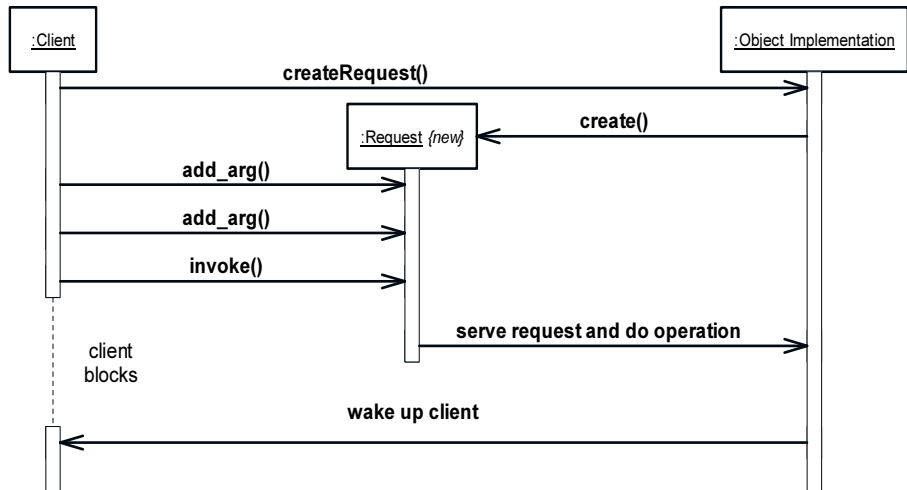 :Client
:Object Implementation
createRequest()
:Request {new}
create()
add_arg()
add_arg()
invoke()
serve request and do operation
client
blocks
wake up client